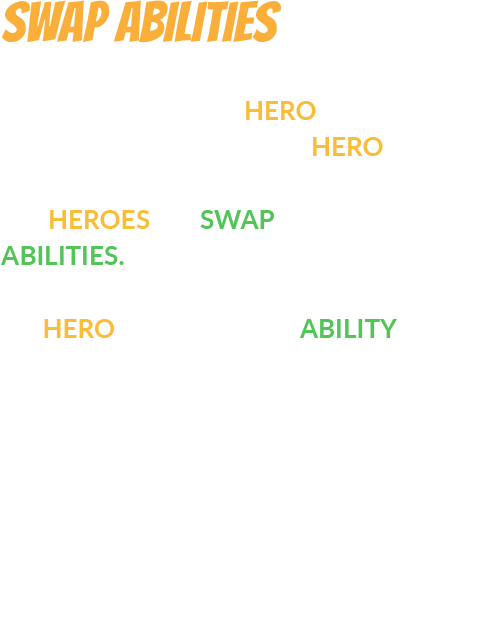 SWAP ABILITIES
HERO
HERO
HEROES SWAP
ABILITIES.
HERO ABILITY